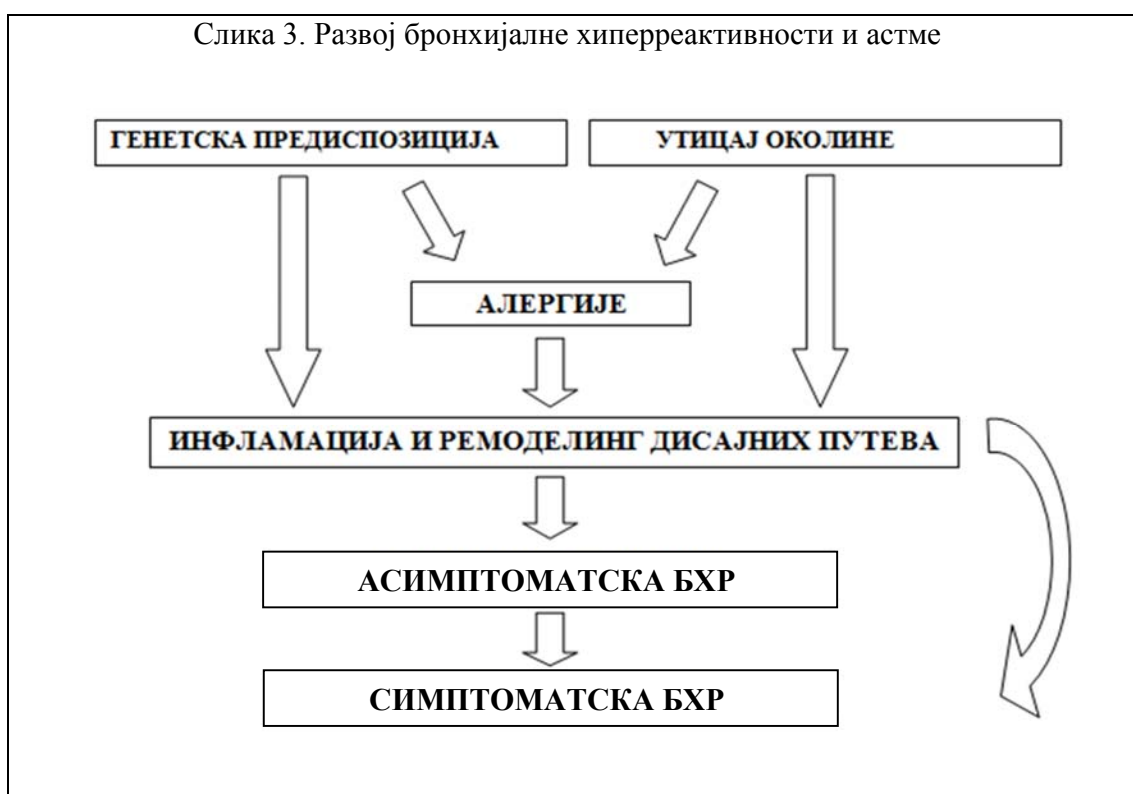 Слика 3. Развој бронхијалне хиперреактивности и астме
ГЕНЕТСКА ПРЕДИСПОЗИЦИЈА
УТИЦАЈ ОКОЛИНЕ
АЛЕРГИЈЕ
ИНФЛАМАЦИЈА И РЕМОДЕЛИНГ ДИСАЈНИХ ПУТЕВА
АСИМПТОМАТСКА БХР
СИМПТОМАТСКА БХР